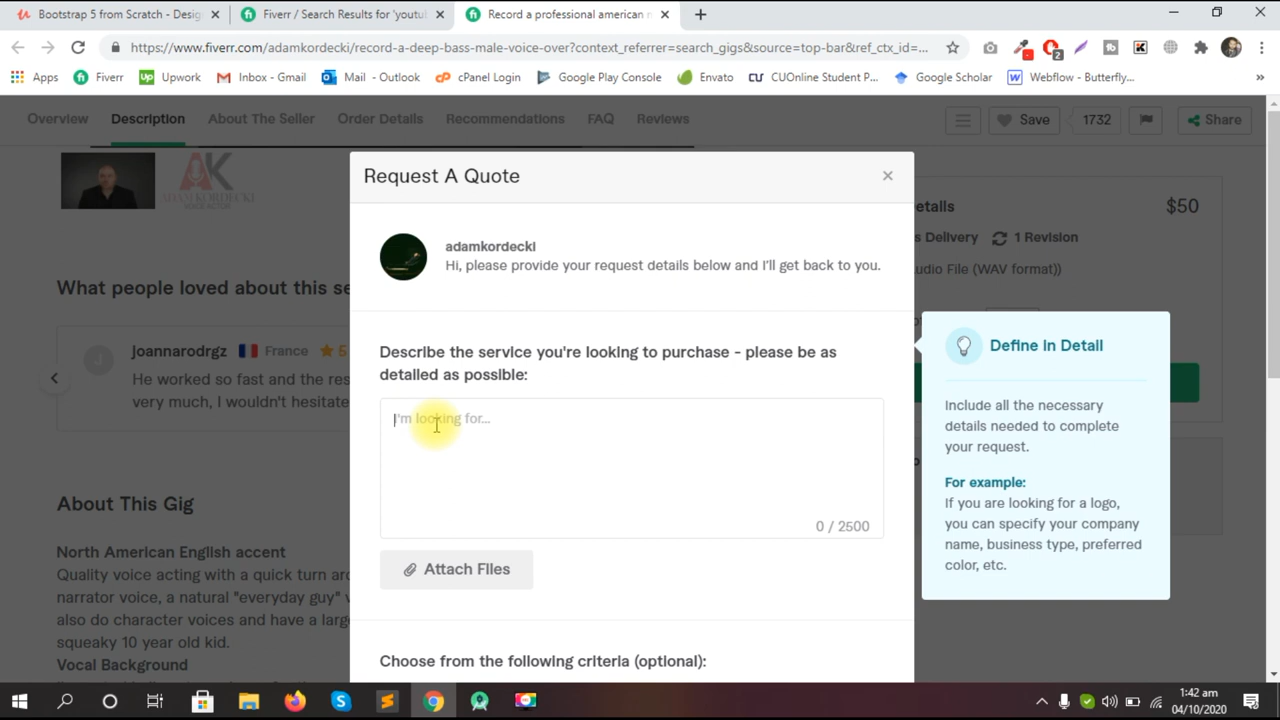 Bootstrap 5 from Scratch - Desig
Fiverr / Search Results for 'youtu
Record a professional american n
https://www.fiverr.com/adamkordecki/record-a-deep-bass-male-voice-over?context_referrer=search_gigs&source=top-bar&ref_ctx_id=...
2
Apps
Fiverr
Upwork
Inbox - Gmail
Mail - Outlook
cPanel Login
Google Play Console
Envato
CUOnline Student P...
Google Scholar
Webflow - Butterfly...
»
Overview
Description
About The Seller
Order Details
Recommendations
FAQ
Reviews
Save
1732
Share
AK
ADAM KORDECKI
VOICE ACTOR
Request A Quote
etails
$50
s Delivery
1 Revision
udio File (WAV format))
adamkordecki
Hi, please provide your request details below and I'll get back to you.
What people loved about this se
J
joannarodrgz
France
5
He worked so fast and the res
very much, I wouldn't hesitate
Describe the service you're looking to purchase - please be as
detailed as possible:
I'm looking for...
0 / 2500
Attach Files
Define in Detail
Include all the necessary
details needed to complete
your request.
For example:
If you are looking for a logo,
you can specify your company
name, business type, preferred
color, etc.
About This Gig
North American English accent
Quality voice acting with a quick turn arc
narrator voice, a natural "everyday guy" v
also do character voices and have a large
squeaky 10 year old kid.
Vocal Background
Choose from the following criteria (optional):
1:42 am
04/10/2020